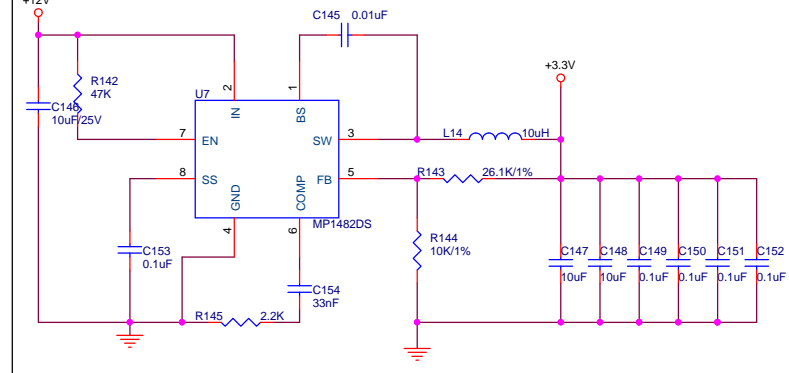 +12V
C145 0.01uF
+3.3V
R142
47K
U7
2
1
IN
BS
C146
10uF/25V
7
EN
SW
3
L14
10uH
8
SS
FB
5
R143
26.1K/1%
GND
COMP
MP1482DS
4
6
R144
10K/1%
C153
0.1uF
C154
33nF
C147
10uF
C148
10uF
C149
0.1uF
C150
0.1uF
C151
0.1uF
C152
0.1uF
R145
2.2K